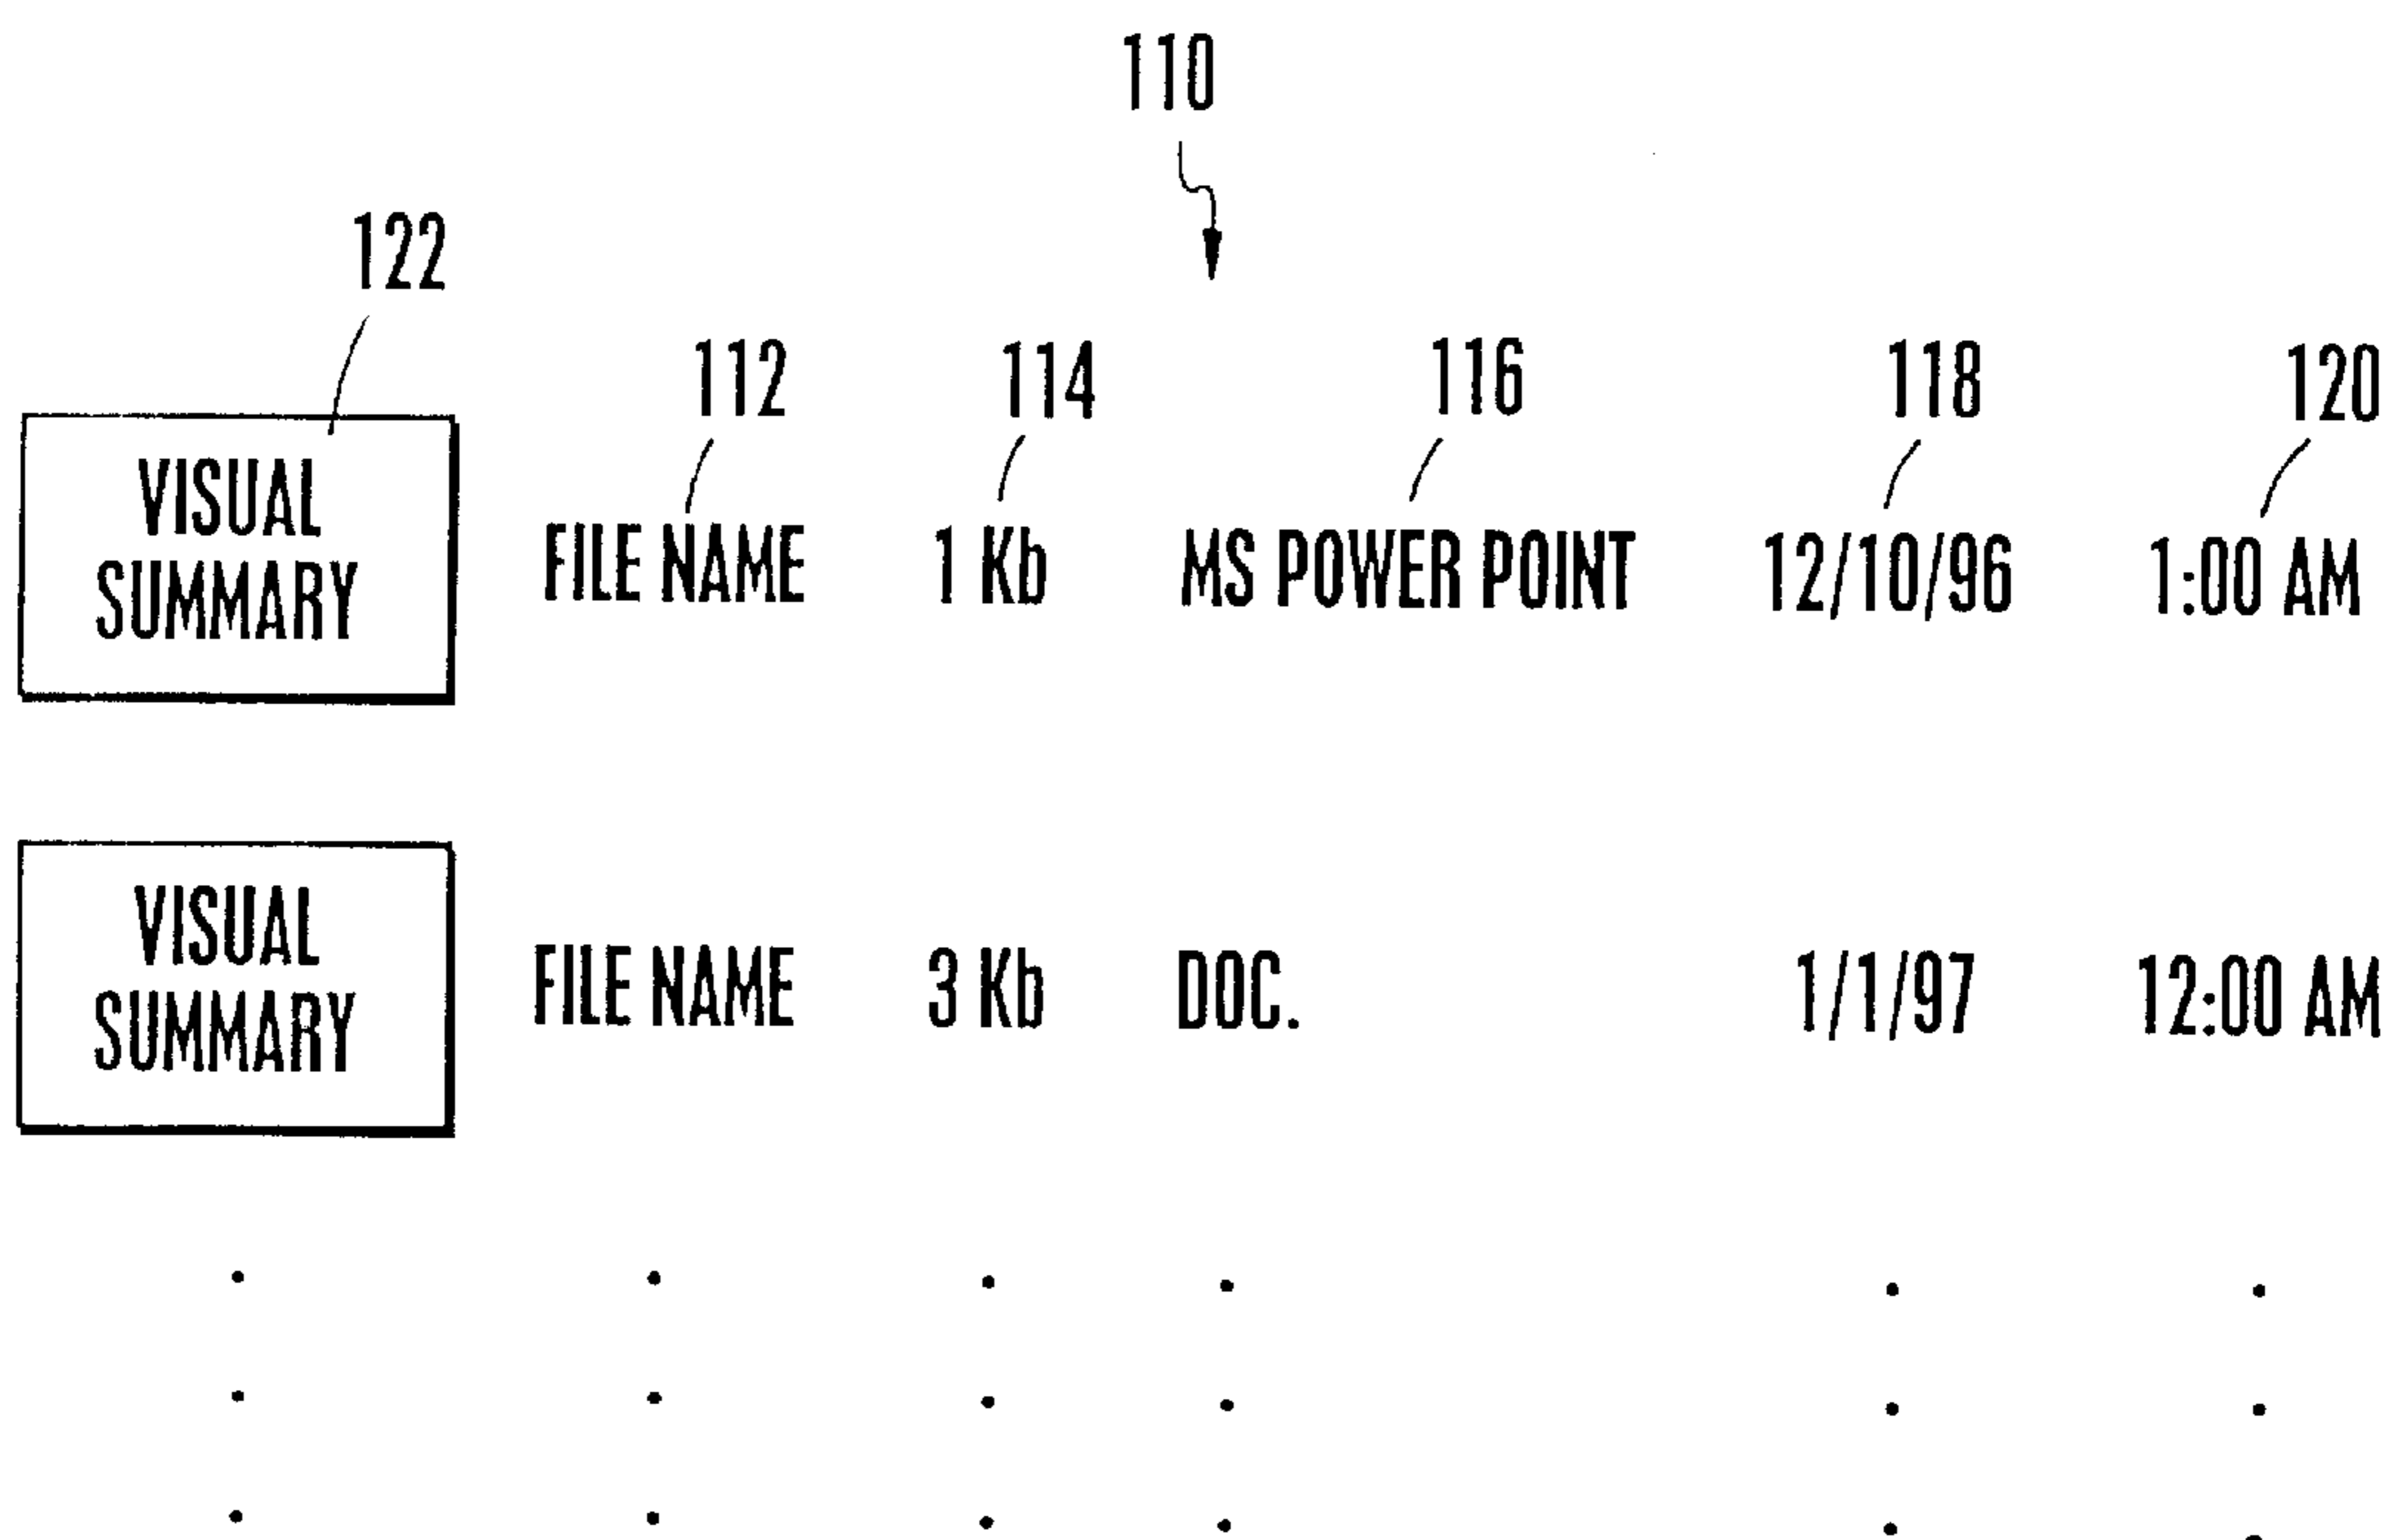 110
122
112 114 116 118 120
VISUAL
SUMMARY
FILE NAME 1 Kb MS POWER POINT 12/10/96 1:00 AM
VISUAL
SUMMARY
FILE NAME 3 Kb DOC. 1/1/97 12:00 AM